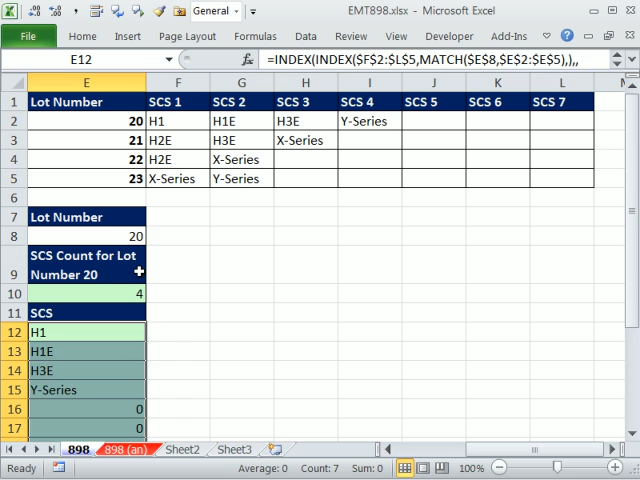 General
EMT898.xlsx - Microsoft Excel
File Home Insert Page Layout Formulas Data Review View Developer Add-Ins
E12 fx =INDEX(INDEX($F$2:$L$5,MATCH($E$8,$E$2:$E$5),),,
E F G H I J K L
1 Lot Number SCS 1 SCS 2 SCS 3 SCS 4 SCS 5 SCS 6 SCS 7
2 20 H1 H1E H3E Y-Series
3 21 H2E H3E X-Series
4 22 H2E X-Series
5 23 X-Series Y-Series
6
7 Lot Number
8 20
SCS Count for Lot
9 Number 20
10 4
11 SCS
12 H1
13 H1E
14 H3E
15 Y-Series
16 0
17 0
898 898 (an) Sheet2 Sheet3
Ready Average: 0 Count: 7 Sum: 0 100%